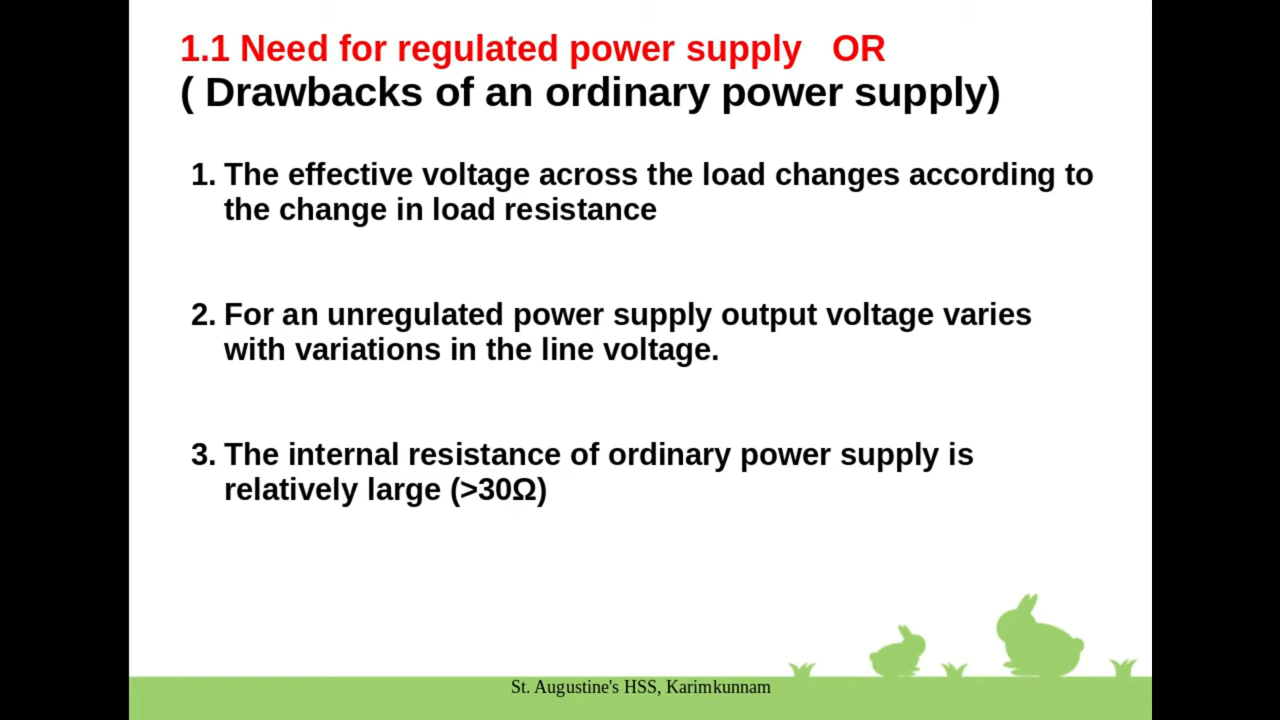 1.1 Need for regulated power supply OR
( Drawbacks of an ordinary power supply)
1. The effective voltage across the load changes according to
the change in load resistance
2. For an unregulated power supply output voltage varies
with variations in the line voltage.
3. The internal resistance of ordinary power supply is
relatively large (>30Ω)
St. Augustine's HSS, Karimkunnam